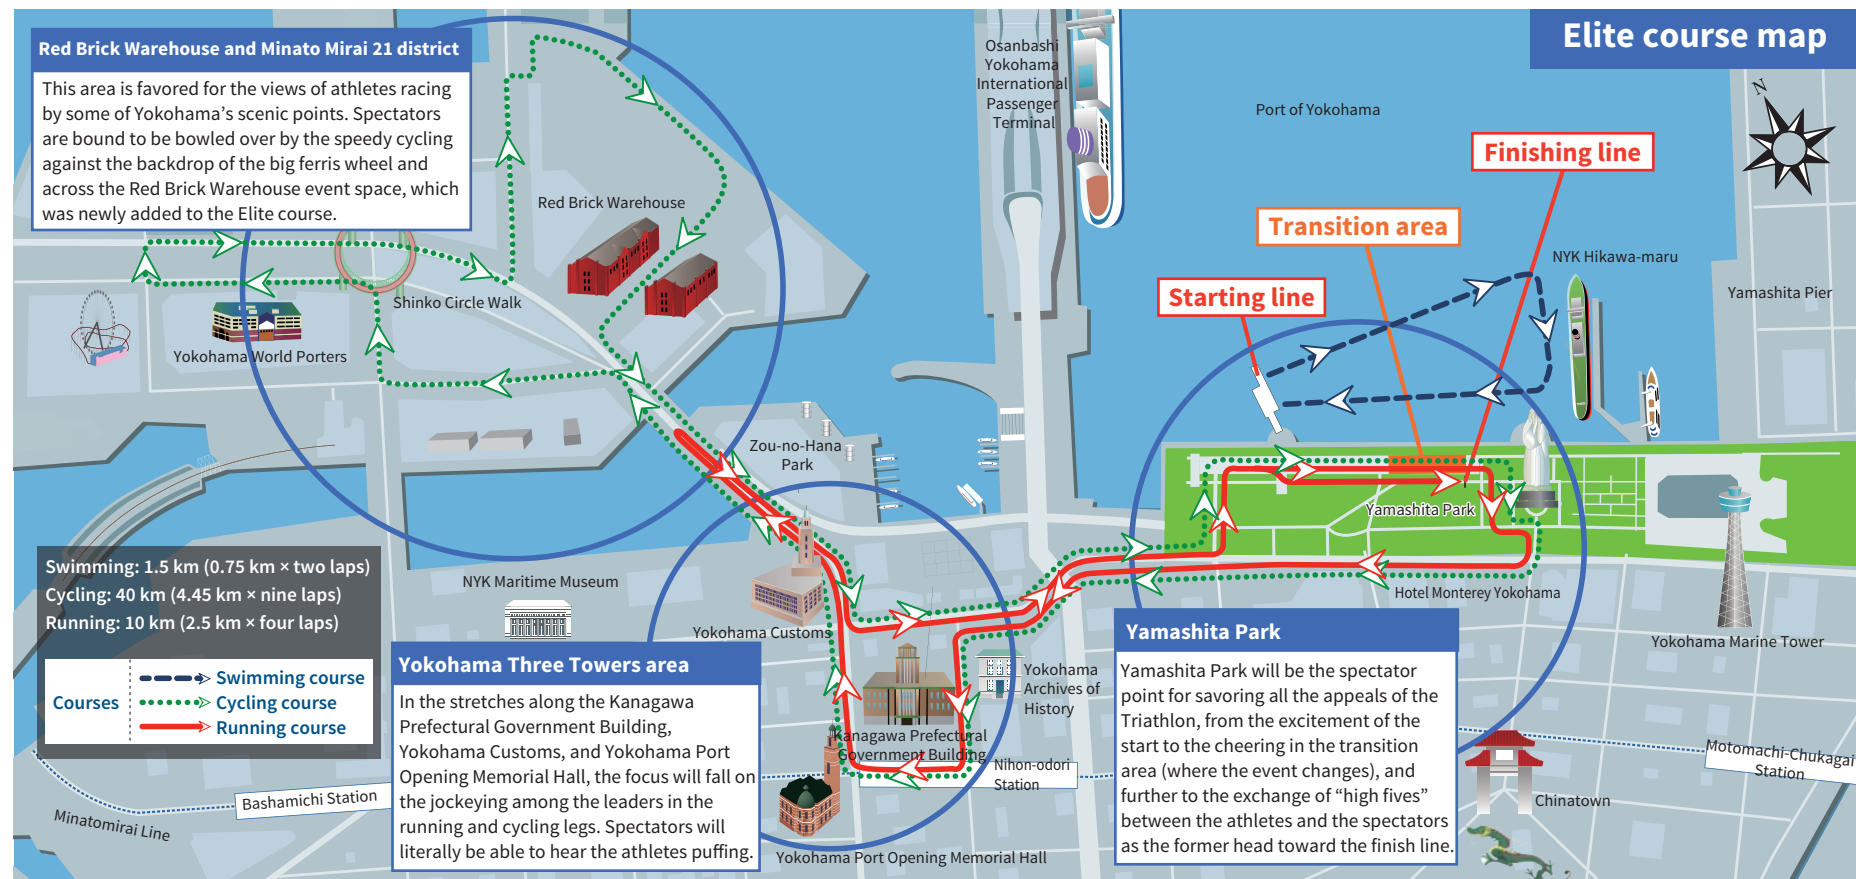 Elite course map
Red Brick Warehouse and Minato Mirai 21 district
This area is favored for the views of athletes racing
by some of Yokohama's scenic points. Spectators
are bound to be bowled over by the speedy cycling
against the backdrop of the big ferris wheel and
across the Red Brick Warehouse event space, which
was newly added to the Elite course.
Osanbashi
Yokohama
International
Passenger
Terminal
Port of Yokohama
N
Finishing line
Transition area
Starting line
NYK Hikawa-maru
Yamashita Pier
Red Brick Warehouse
Shinko Circle Walk
Yokohama World Porters
Zou-no-Hana
Park
Yamashita Park
Hotel Monterey Yokohama
Yokohama Marine Tower
NYK Maritime Museum
Yokohama Customs
Swimming: 1.5 km (0.75 km × two laps)
Cycling: 40 km (4.45 km × nine laps)
Running: 10 km (2.5 km × four laps)
Courses
Swimming course
Cycling course
Running course
Yokohama Three Towers area
In the stretches along the Kanagawa
Prefectural Government Building,
Yokohama Customs, and Yokohama Port
Opening Memorial Hall, the focus will fall on
the jockeying among the leaders in the
running and cycling legs. Spectators will
literally be able to hear the athletes puffing.
Yokohama
Archives of
History
Kanagawa Prefectural
Government Building
Nihon-odori
Station
Yokohama Port Opening Memorial Hall
Yamashita Park
Yamashita Park will be the spectator
point for savoring all the appeals of the
Triathlon, from the excitement of the
start to the cheering in the transition
area (where the event changes), and
further to the exchange of “high fives”
between the athletes and the spectators
as the former head toward the finish line.
Motomachi-Chukagai
Station
Chinatown
Bashamichi Station
Minatomirai Line